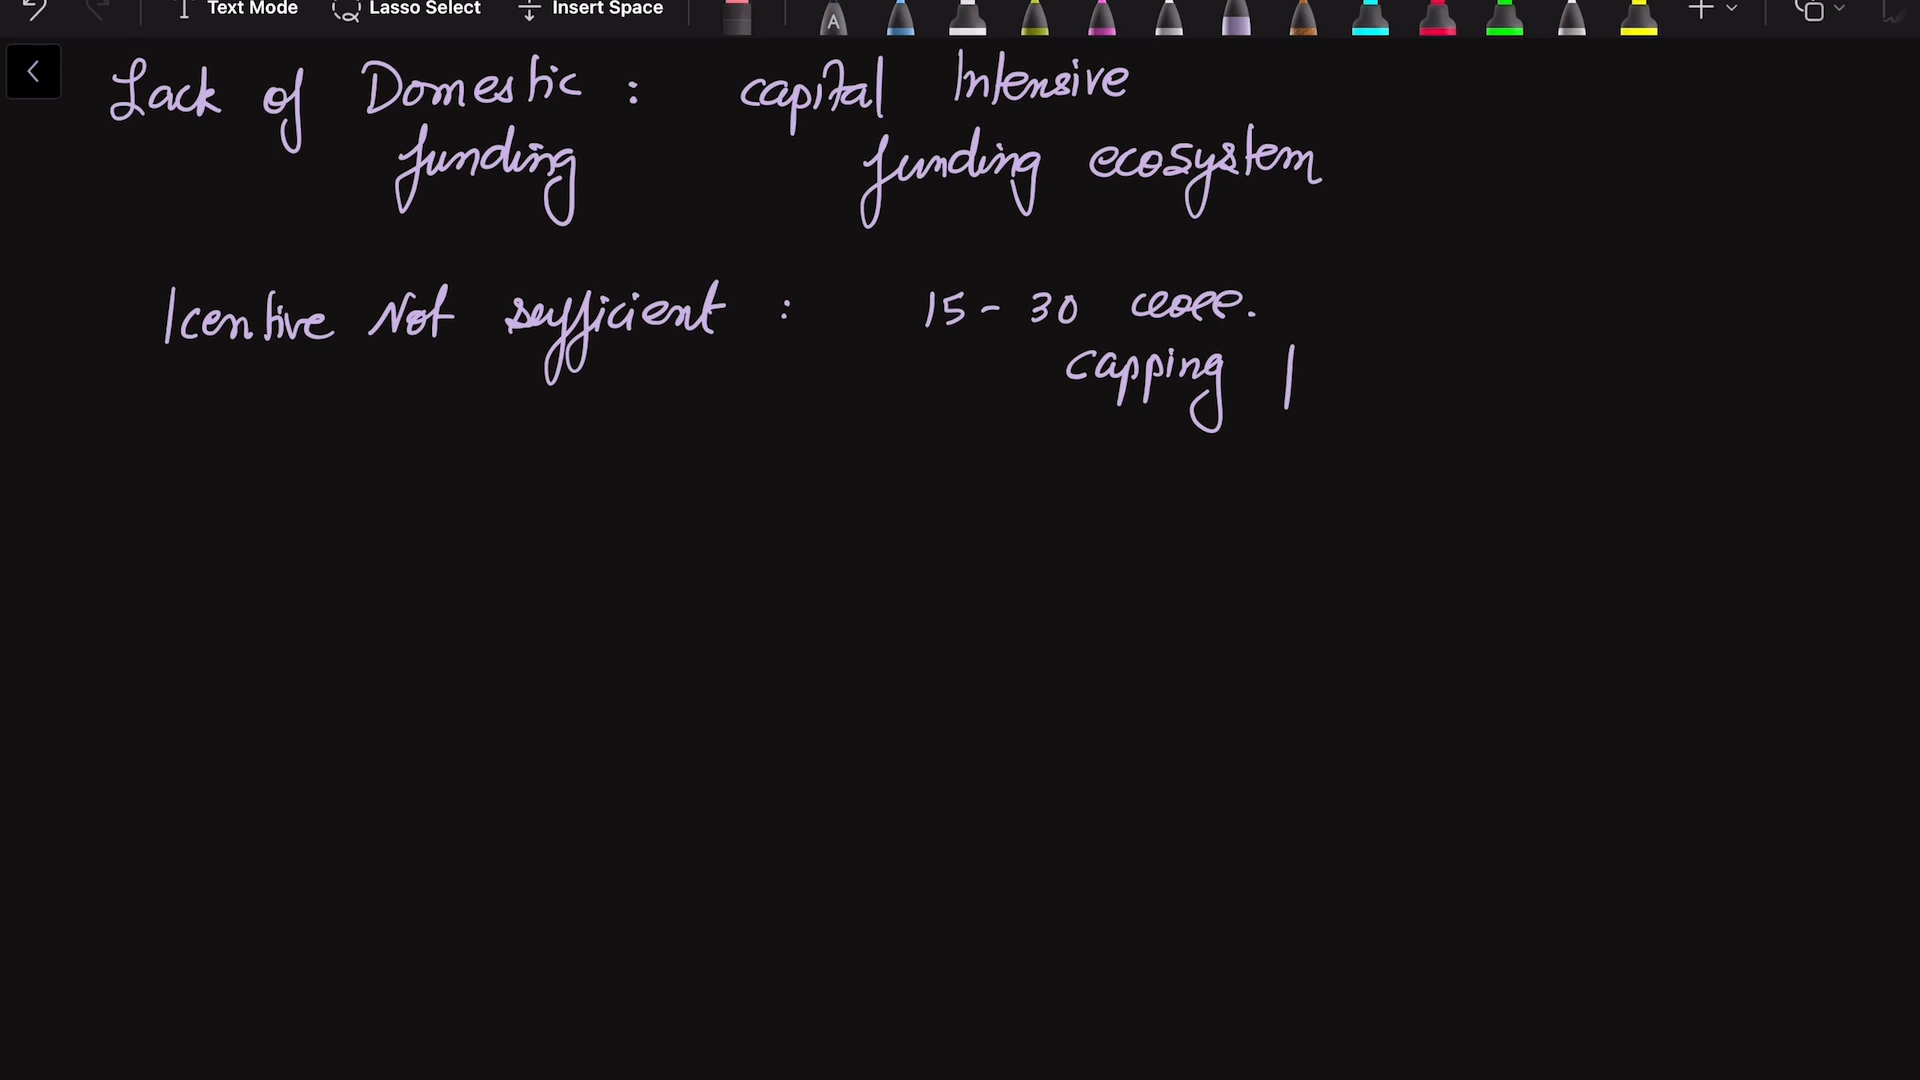 Text Mode Lasso Select Insert Space
A
Lack of Domestic : capital Intensive
funding funding ecosystem
Icentive Not sufficient : 15 - 30 crore.
capping |